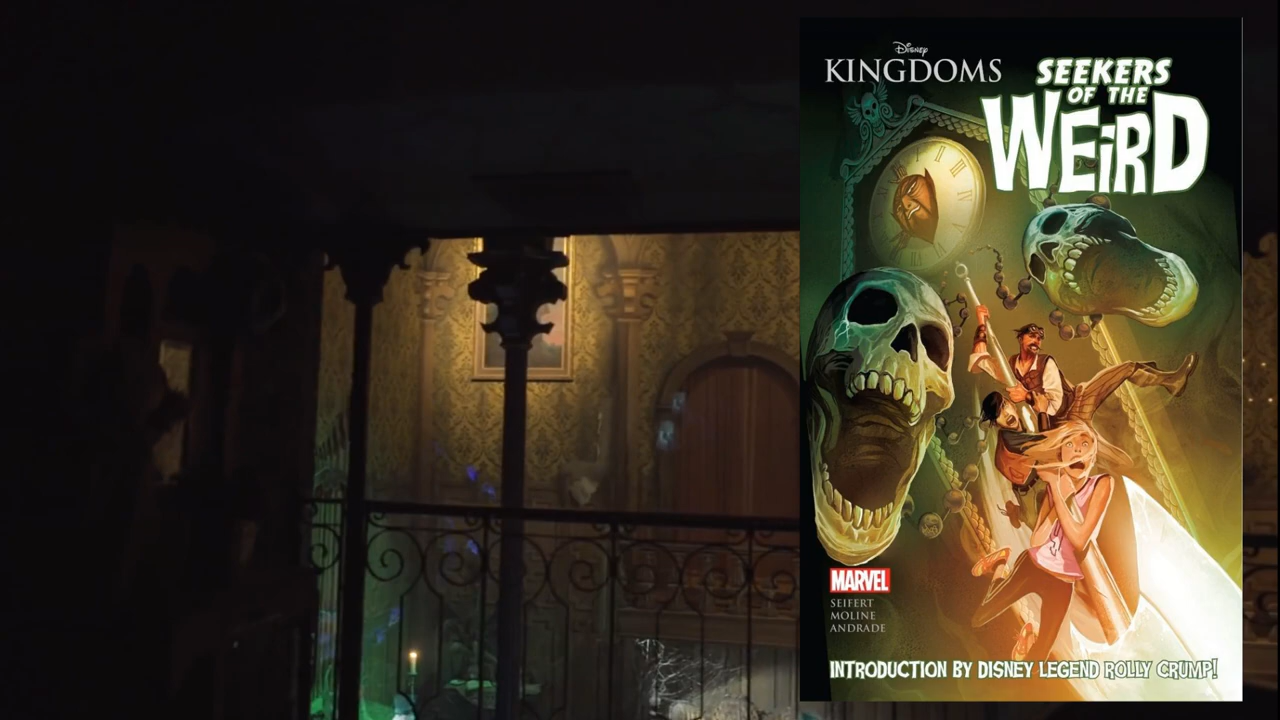 Disney
KINGDOMS
SEEKERS
OF THE
WEiRD
MARVEL
SEIFERT
MOLINE
ANDRADE
INTRODUCTION BY DISNEY LEGEND ROLLY CRUMP!